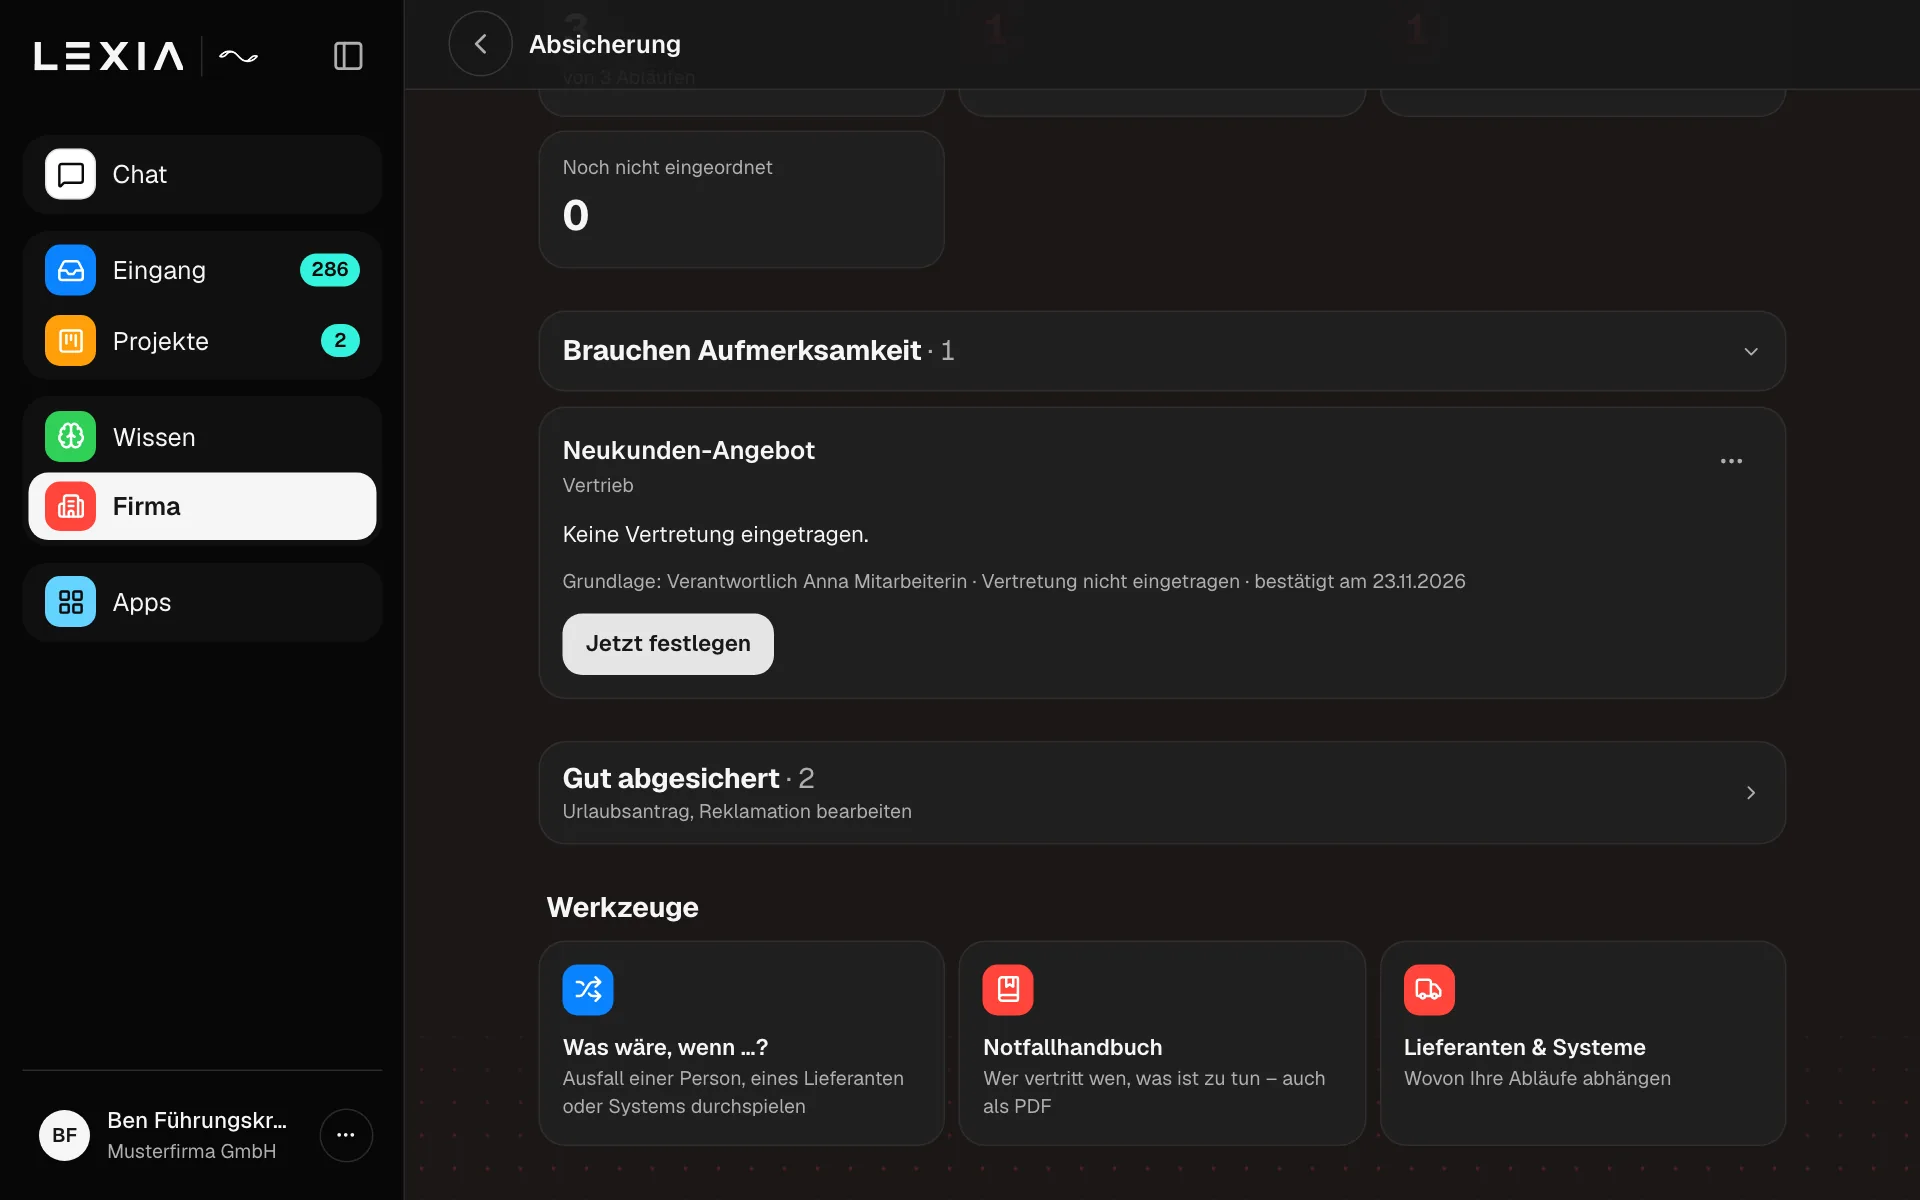 LEXIA
Chat
Eingang
286
Projekte
2
Wissen
Firma
Apps
BF
Ben Führungskr...
Musterfirma GmbH
Absicherung
3
1
1
von 3 Abläufen
Noch nicht eingeordnet
0
Brauchen Aufmerksamkeit · 1
Neukunden-Angebot
Vertrieb
Keine Vertretung eingetragen.
Grundlage: Verantwortlich Anna Mitarbeiterin · Vertretung nicht eingetragen · bestätigt am 23.11.2026
Jetzt festlegen
Gut abgesichert · 2
Urlaubsantrag, Reklamation bearbeiten
Werkzeuge
Was wäre, wenn ...?
Ausfall einer Person, eines Lieferanten
oder Systems durchspielen
Notfallhandbuch
Wer vertritt wen, was ist zu tun – auch
als PDF
Lieferanten & Systeme
Wovon Ihre Abläufe abhängen